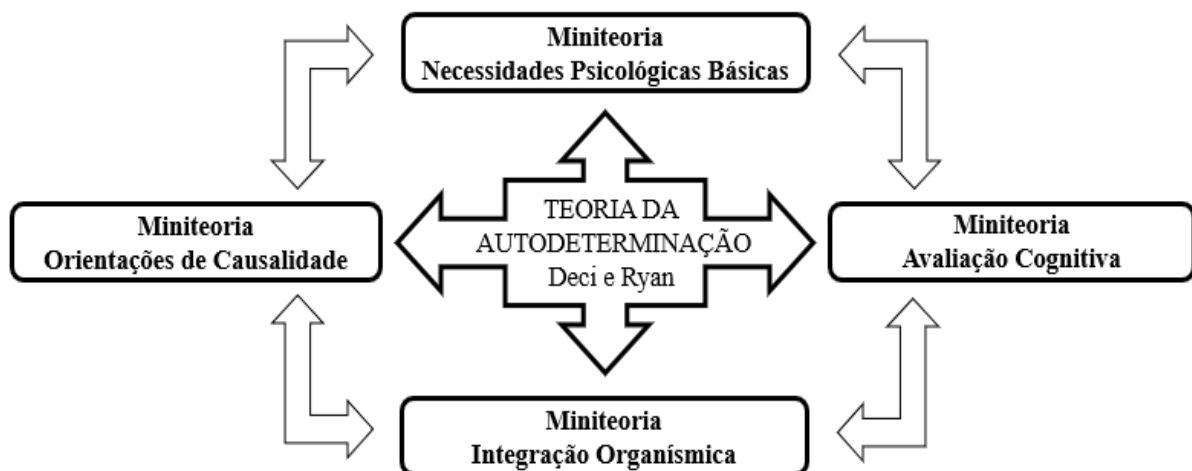 Miniteoria
Necessidades Psicológicas Básicas
Miniteoria
Orientações de Causalidade
TEORIA DA
AUTODETERMINAÇÃO
Deci e Ryan
Miniteoria
Avaliação Cognitiva
Miniteoria
Integração Organísmica